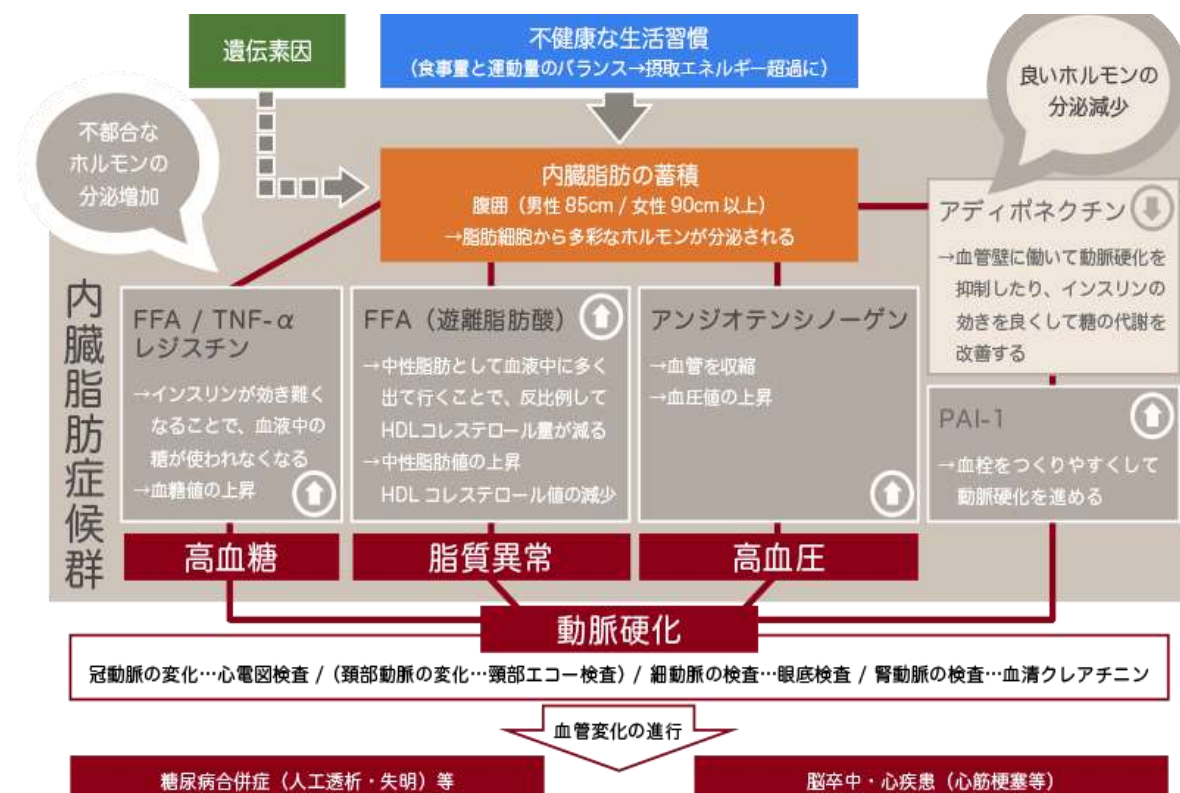 遺伝素因
不健康な生活習慣
（食事量と運動量のバランス→摂取エネルギー超過に）
良いホルモンの
分泌減少
不都合な
ホルモンの
分泌増加
内臓脂肪の蓄積
腹囲（男性 85cm / 女性 90cm 以上）
→脂肪細胞から多彩なホルモンが分泌される
アディポネクチン
→血管壁に働いて動脈硬化を
抑制したり、インスリンの
効きを良くして糖の代謝を
改善する
内臓脂肪症候群
FFA / TNF-α
レジスチン
→インスリンが効き難く
なることで、血液中の
糖が使われなくなる
→血糖値の上昇
FFA（遊離脂肪酸）
→中性脂肪として血液中に多く
出て行くことで、反比例して
HDLコレステロール量が減る
→中性脂肪値の上昇
HDL コレステロール値の減少
アンジオテンシノーゲン
→血管を収縮
→血圧値の上昇
PAI-1
→血栓をつくりやすくして
動脈硬化を進める
高血糖
脂質異常
高血圧
動脈硬化
冠動脈の変化…心電図検査 /（頚部動脈の変化…頸部エコー検査）/ 細動脈の検査…眼底検査 / 腎動脈の検査…血清クレアチニン
血管変化の進行
糖尿病合併症（人工透析・失明）等
脳卒中・心疾患（心筋梗塞等）